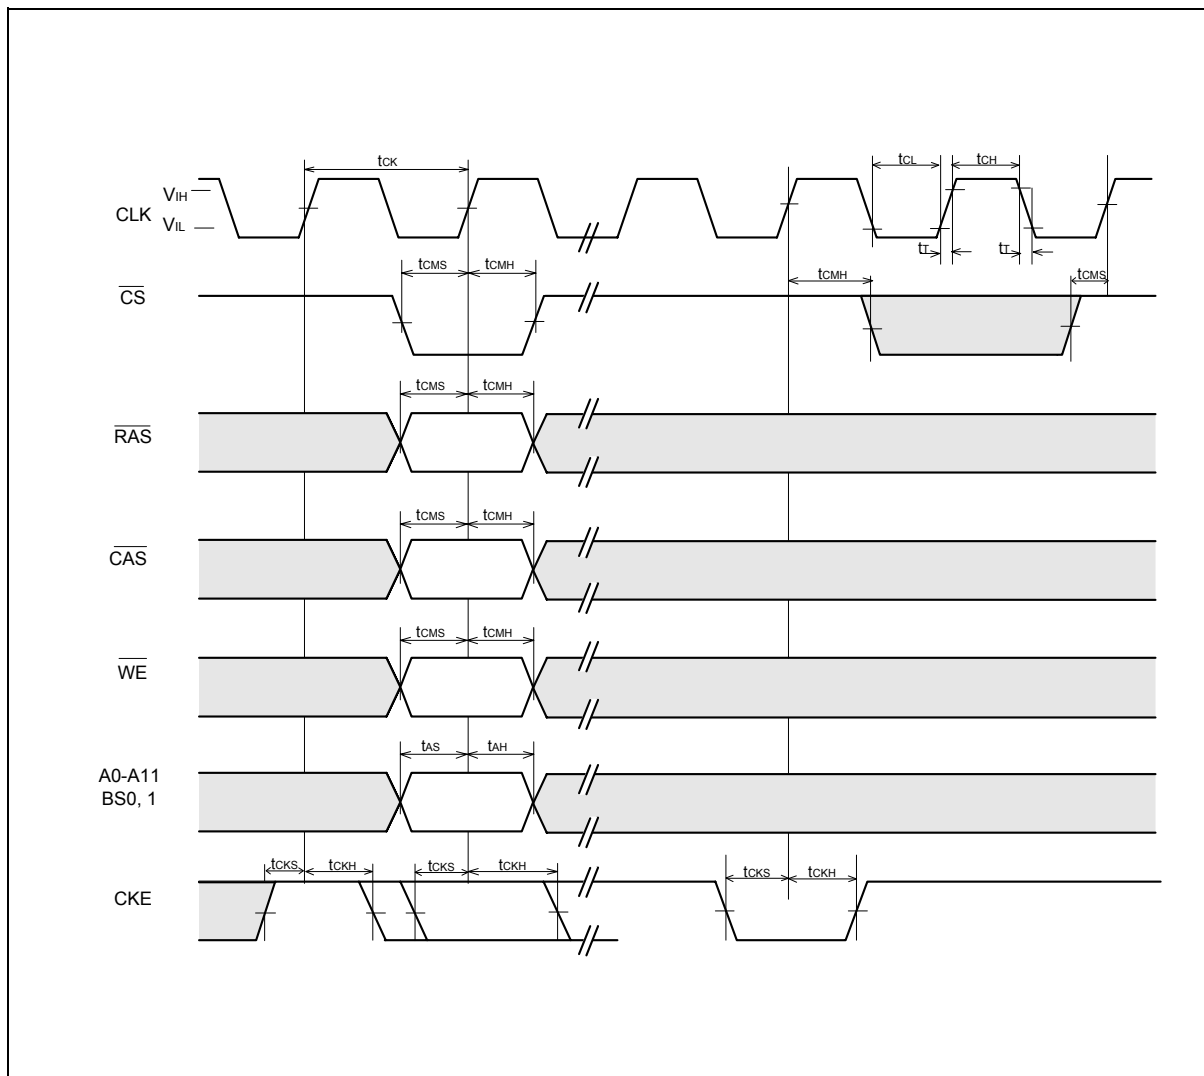 tCK
tCL
tCH
VIH
CLK
VIL
tT
tT
tCMS
tCMH
tCMH
tCMS
CS
tCMS
tCMH
RAS
tCMS
tCMH
CAS
tCMS
tCMH
WE
tAS
tAH
A0-A11
BS0, 1
tCKS
tCKH
tCKS
tCKH
tCKS
tCKH
CKE